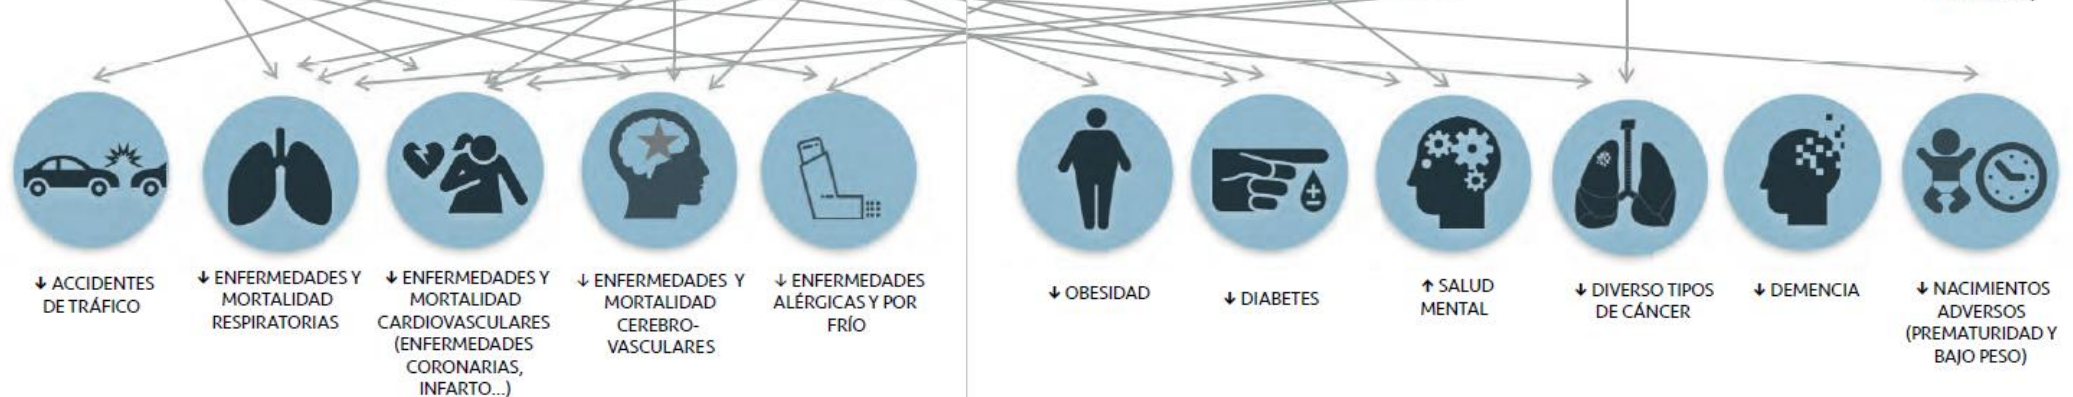 ↓ ACCIDENTES
DE TRÁFICO
↓ ENFERMEDADES Y
MORTALIDAD
RESPIRATORIAS
↓ ENFERMEDADES Y
MORTALIDAD
CARDIOVASCULARES
(ENFERMEDADES
CORONARIAS,
INFARTO...)
↓ ENFERMEDADES Y
MORTALIDAD
CEREBRO-
VASCULARES
↓ ENFERMEDADES
ALÉRGICAS Y POR
FRÍO
↓ OBESIDAD
↓ DIABETES
↑ SALUD
MENTAL
↓ DIVERSO TIPOS
DE CÁNCER
↓ DEMENCIA
↓ NACIMIENTOS
ADVERSOS
(PREMATURIDAD Y
BAJO PESO)